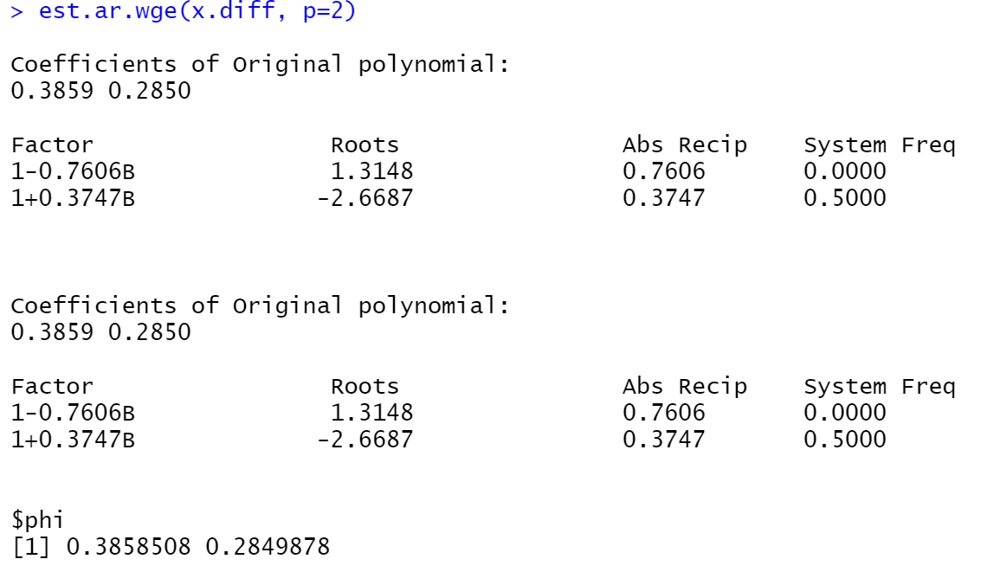 > est.ar.wge(x.diff, p=2)
Coefficients of Original polynomial:
0.3859 0.2850
Factor Roots Abs Recip System Freq
1-0.7606B 1.3148 0.7606 0.0000
1+0.3747B -2.6687 0.3747 0.5000
Coefficients of Original polynomial:
0.3859 0.2850
Factor Roots Abs Recip System Freq
1-0.7606B 1.3148 0.7606 0.0000
1+0.3747B -2.6687 0.3747 0.5000
$phi
[1] 0.3858508 0.2849878